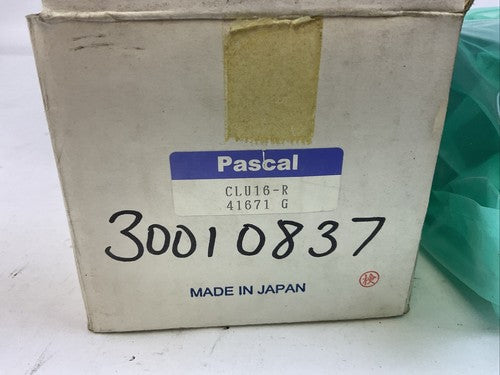 Pascal
CLU16-R
41671 G
30010837
MADE IN JAPAN
検